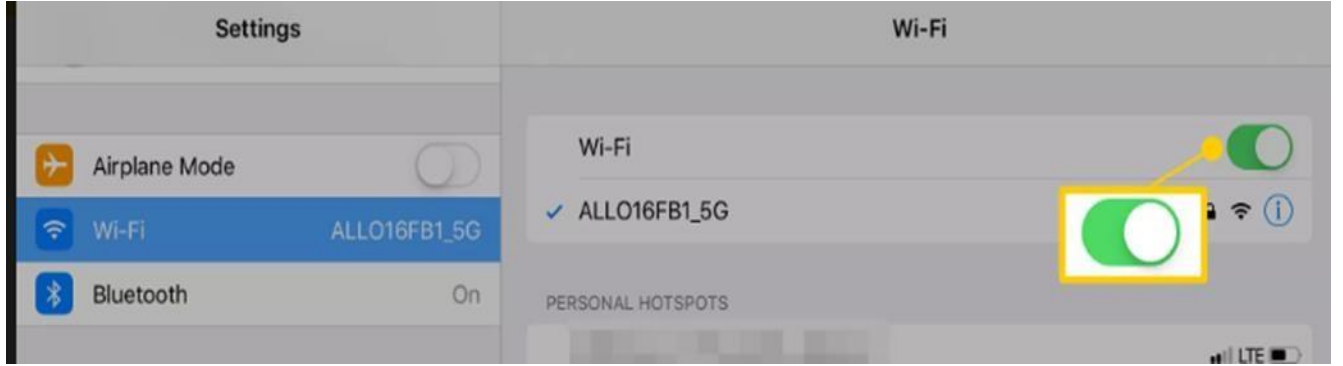 Settings
Wi-Fi
Airplane Mode
Wi-Fi ALLO16FB1_5G
Bluetooth On
Wi-Fi
ALLO16FB1_5G
PERSONAL HOTSPOTS
LTE